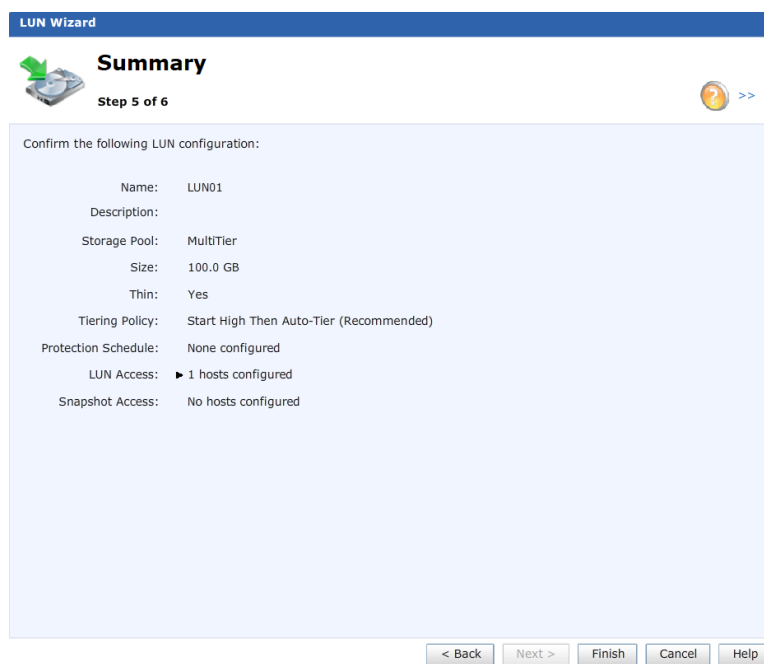 LUN Wizard
Summary
Step 5 of 6
? >>
Confirm the following LUN configuration:
Name: LUN01
Description:
Storage Pool: MultiTier
Size: 100.0 GB
Thin: Yes
Tiering Policy: Start High Then Auto-Tier (Recommended)
Protection Schedule: None configured
LUN Access: 1 hosts configured
Snapshot Access: No hosts configured
< Back Next > Finish Cancel Help